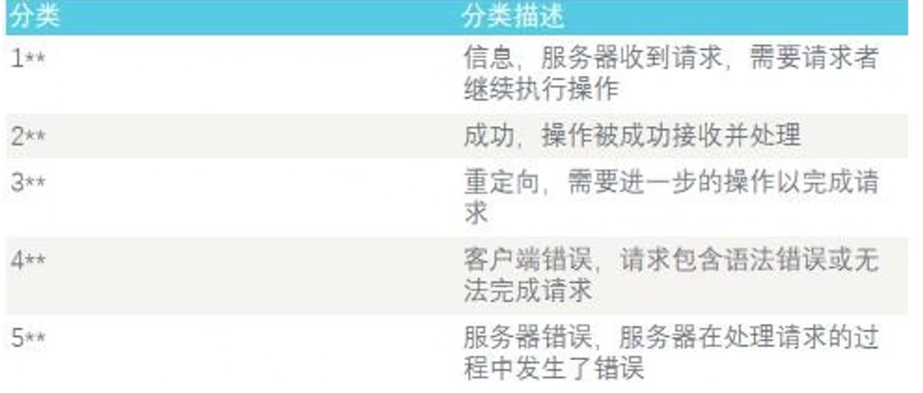 分类 分类描述
1** 信息，服务器收到请求，需要请求者
继续执行操作
2** 成功，操作被成功接收并处理
3** 重定向，需要进一步的操作以完成请
求
4** 客户端错误，请求包含语法错误或无
法完成请求
5** 服务器错误，服务器在处理请求的过
程中发生了错误